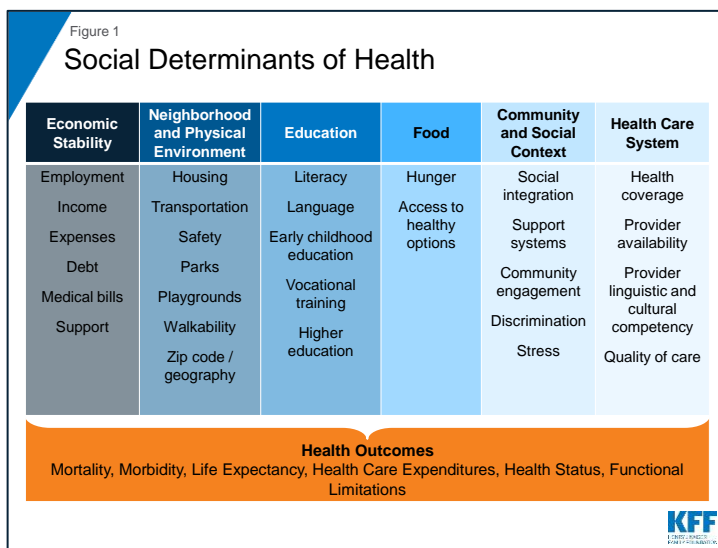 Figure 1
Social Determinants of Health
Economic
Stability
Neighborhood
and Physical
Environment
Education
Food
Community
and Social
Context
Health Care
System
Employment
Income
Expenses
Debt
Medical bills
Support
Housing
Transportation
Safety
Parks
Playgrounds
Walkability
Zip code /
geography
Literacy
Language
Early childhood
education
Vocational
training
Higher
education
Hunger
Access to
healthy
options
Social
integration
Support
systems
Community
engagement
Discrimination
Stress
Health
coverage
Provider
availability
Provider
linguistic and
cultural
competency
Quality of care
Health Outcomes
Mortality, Morbidity, Life Expectancy, Health Care Expenditures, Health Status, Functional
Limitations
KFF
HENRY J KAISER
FAMILY FOUNDATION